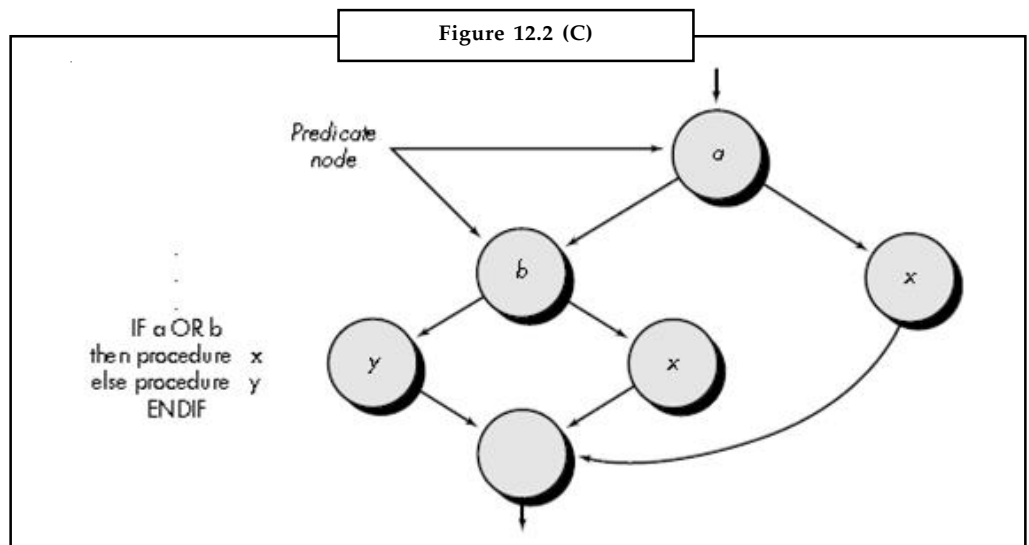 Figure 12.2 (C)
Predicate
node
a
b
x
y
x
IF a OR b
then procedure x
else procedure y
ENDIF